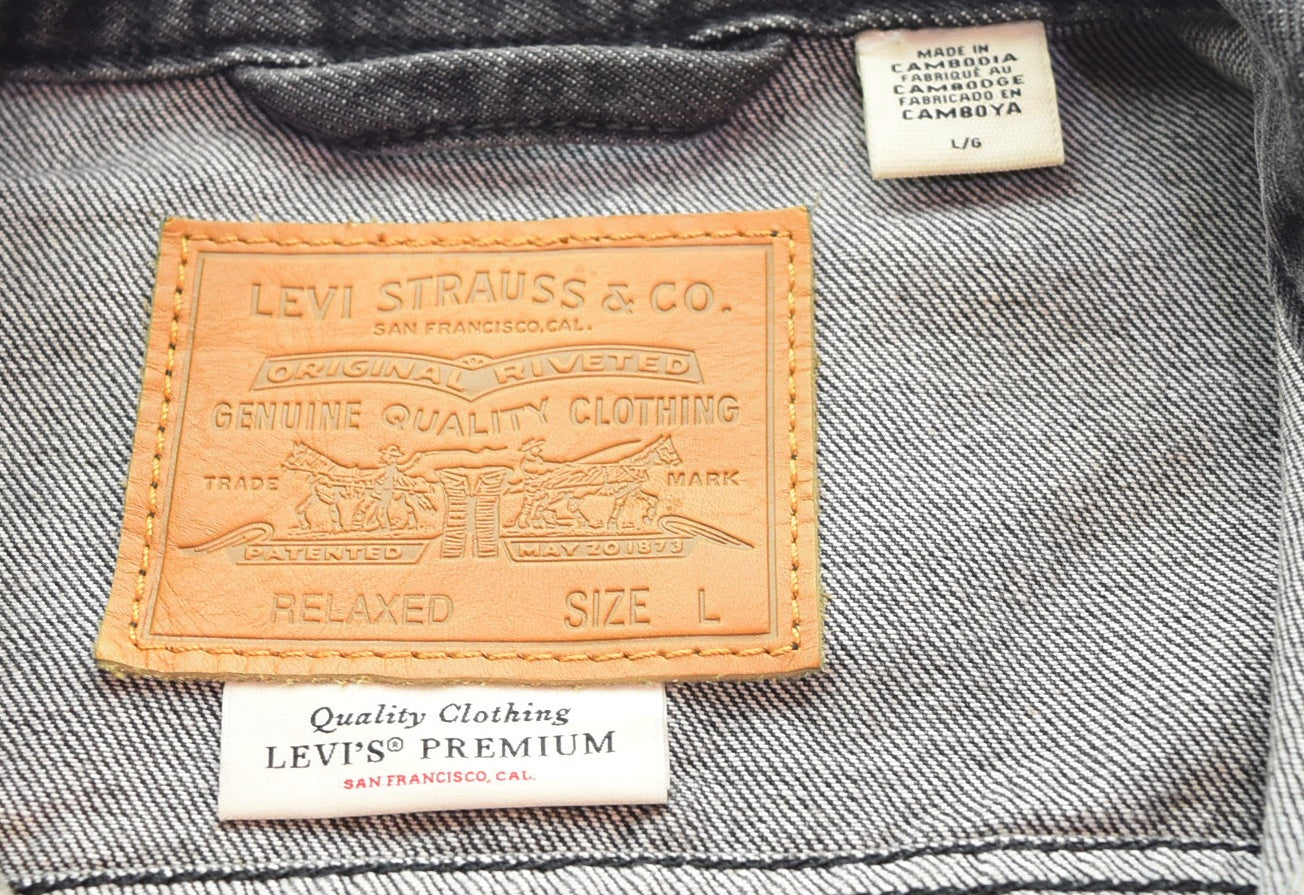 MADE IN
CAMBODIA
FABRIQUÉ AU
CAMBODGE
FABRICADO EN
CAMBOYA
L/G
LEVI STRAUSS & CO.
SAN FRANCISCO, CAL.
ORIGINAL RIVETED
GENUINE QUALITY CLOTHING
TRADE MARK
PATENTED MAY 20 1873
RELAXED SIZE L
Quality Clothing
LEVI'S® PREMIUM
SAN FRANCISCO, CAL.